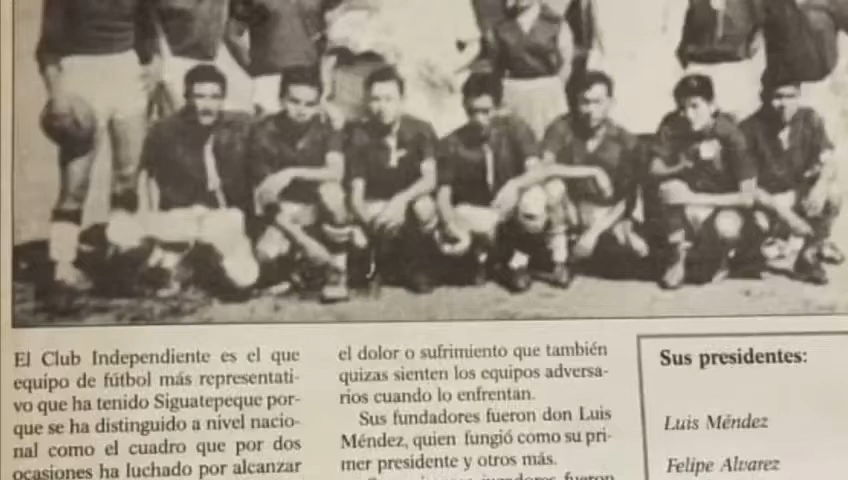 El Club Independiente es el que
equipo de fútbol más representati-
vo que ha tenido Siguatepeque por-
que se ha distinguido a nivel nacio-
nal como el cuadro que por dos
ocasiones ha luchado por alcanzar
el dolor o sufrimiento que también
quizas sienten los equipos adversa-
rios cuando lo enfrentan.
Sus fundadores fueron don Luis
Méndez, quien fungió como su pri-
mer presidente y otros más.
jugadores fueron
Sus presidentes:
Luis Méndez
Felipe Alvarez